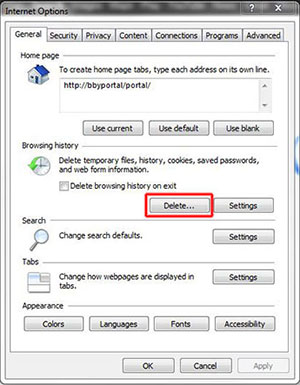 Internet Options
General Security Privacy Content Connections Programs Advanced
Home page
To create home page tabs, type each address on its own line.
http://bbyportal/portal/
Use current Use default Use blank
Browsing history
Delete temporary files, history, cookies, saved passwords,
and web form information.
Delete browsing history on exit
Delete... Settings
Search
Change search defaults. Settings
Tabs
Change how webpages are displayed in Settings
tabs.
Appearance
Colors Languages Fonts Accessibility
OK Cancel Apply